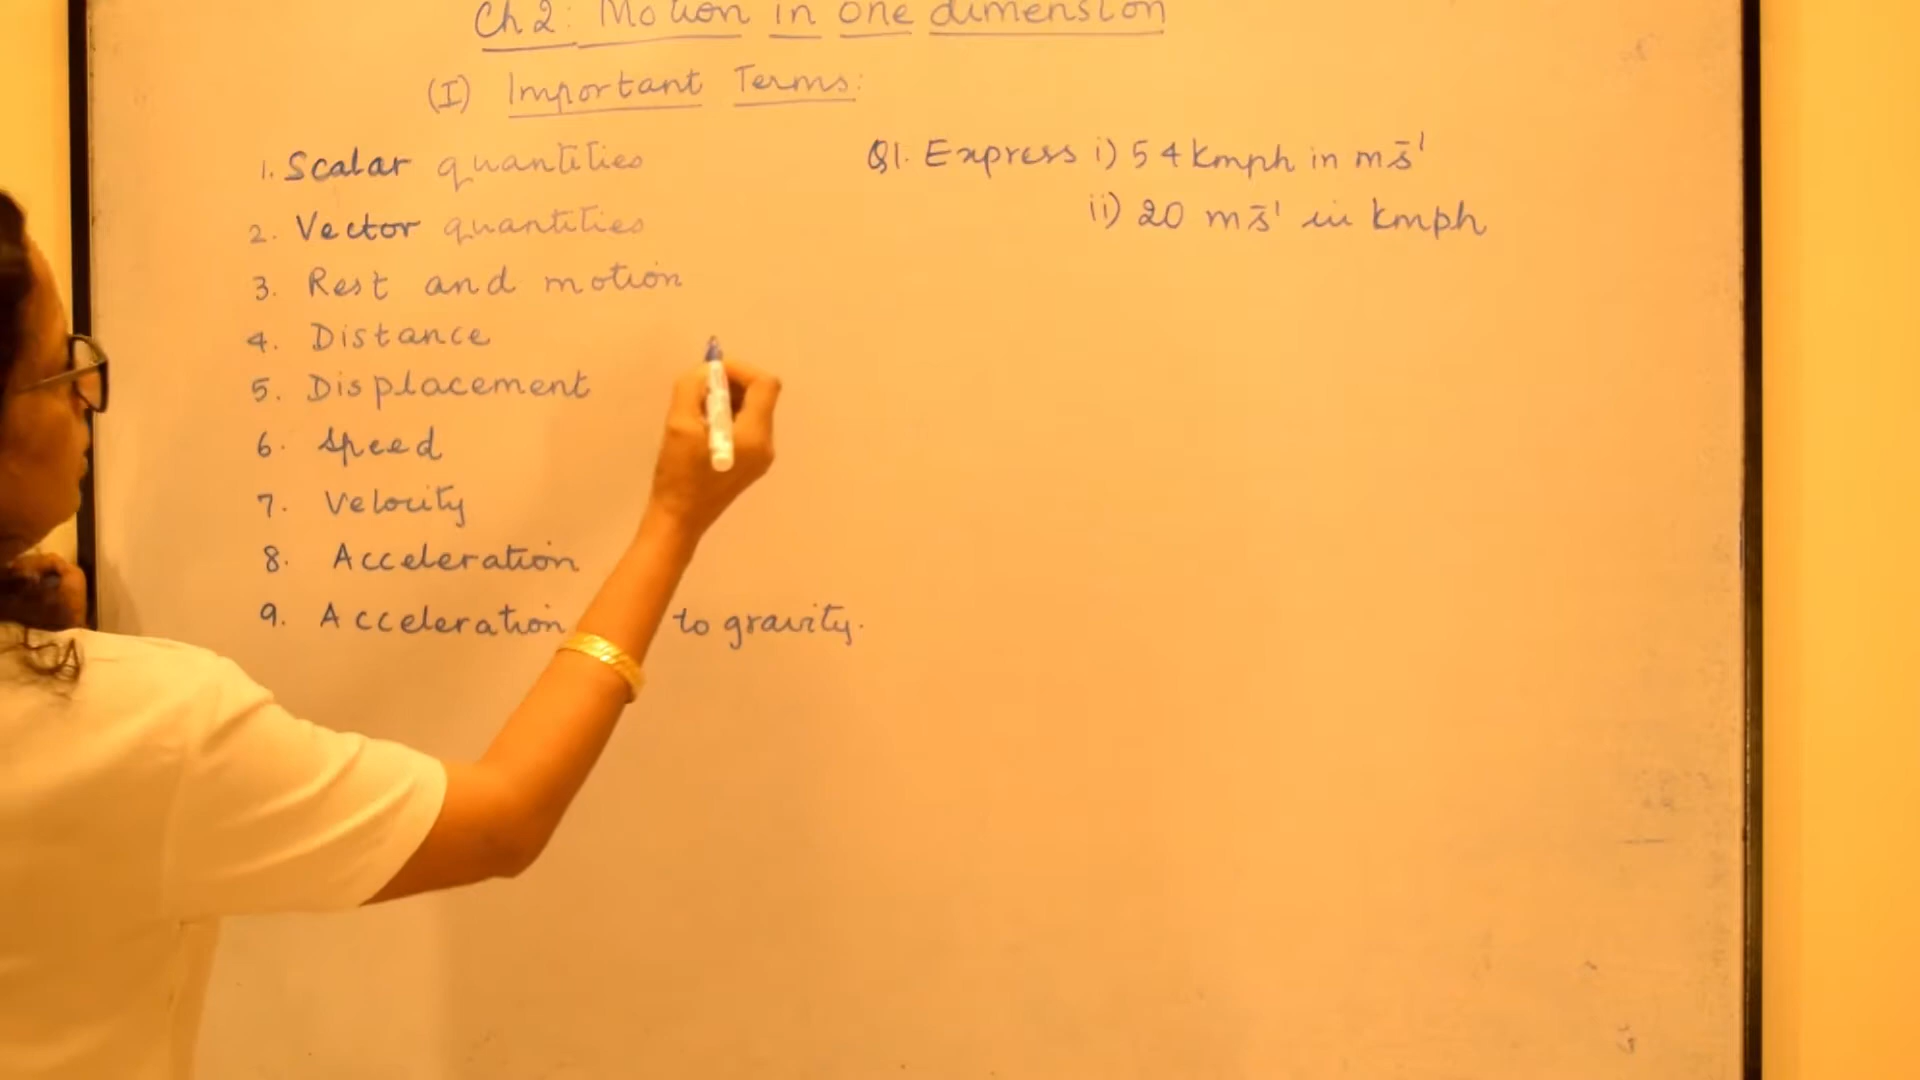 Ch 2: Motion in one dimension
(I) Important Terms:
1. Scalar quantities
2. Vector quantities
3. Rest and motion
4. Distance
5. Displacement
6. Speed
7. Velocity
8. Acceleration
9. Acceleration to gravity.
Q1. Express i) 54 kmph in ms⁻¹
ii) 20 ms⁻¹ in kmph